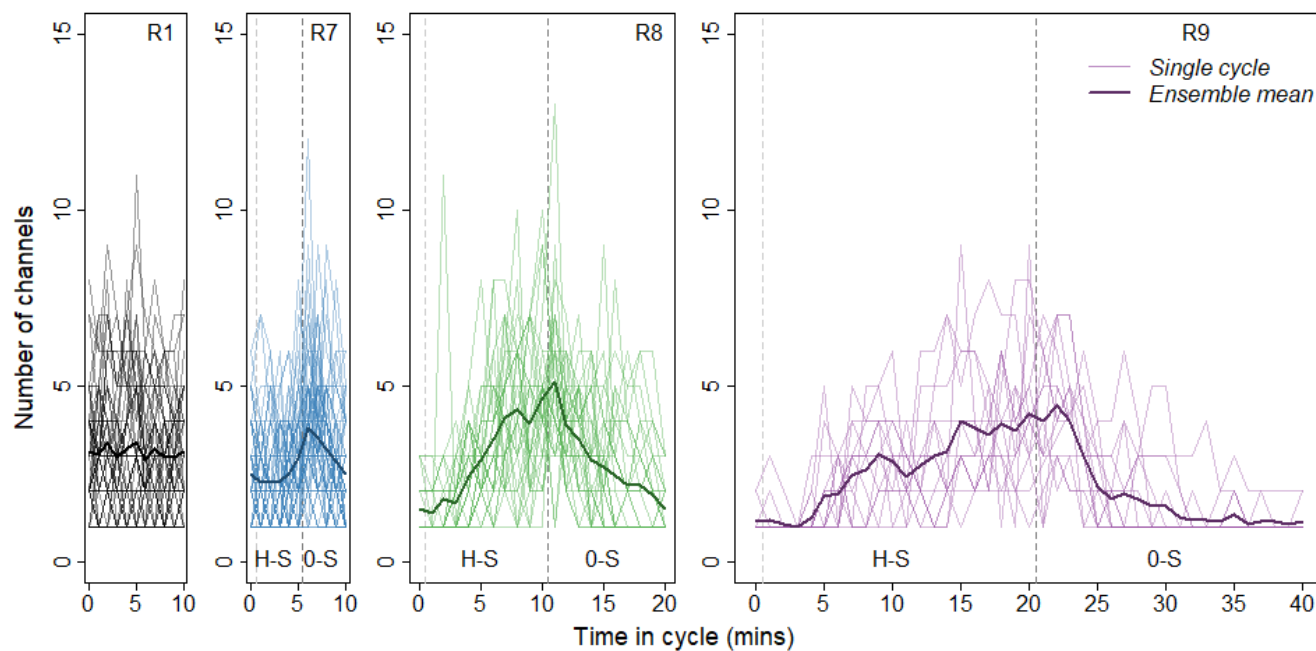 R1
R7
R8
R9
Single cycle
Ensemble mean
Number of channels
15
10
5
0
15
10
5
0
15
10
5
0
15
10
5
0
H-S
0-S
H-S
0-S
H-S
0-S
0 5 10
0 5 10
0 5 10 15 20
0 5 10 15 20 25 30 35 40
Time in cycle (mins)